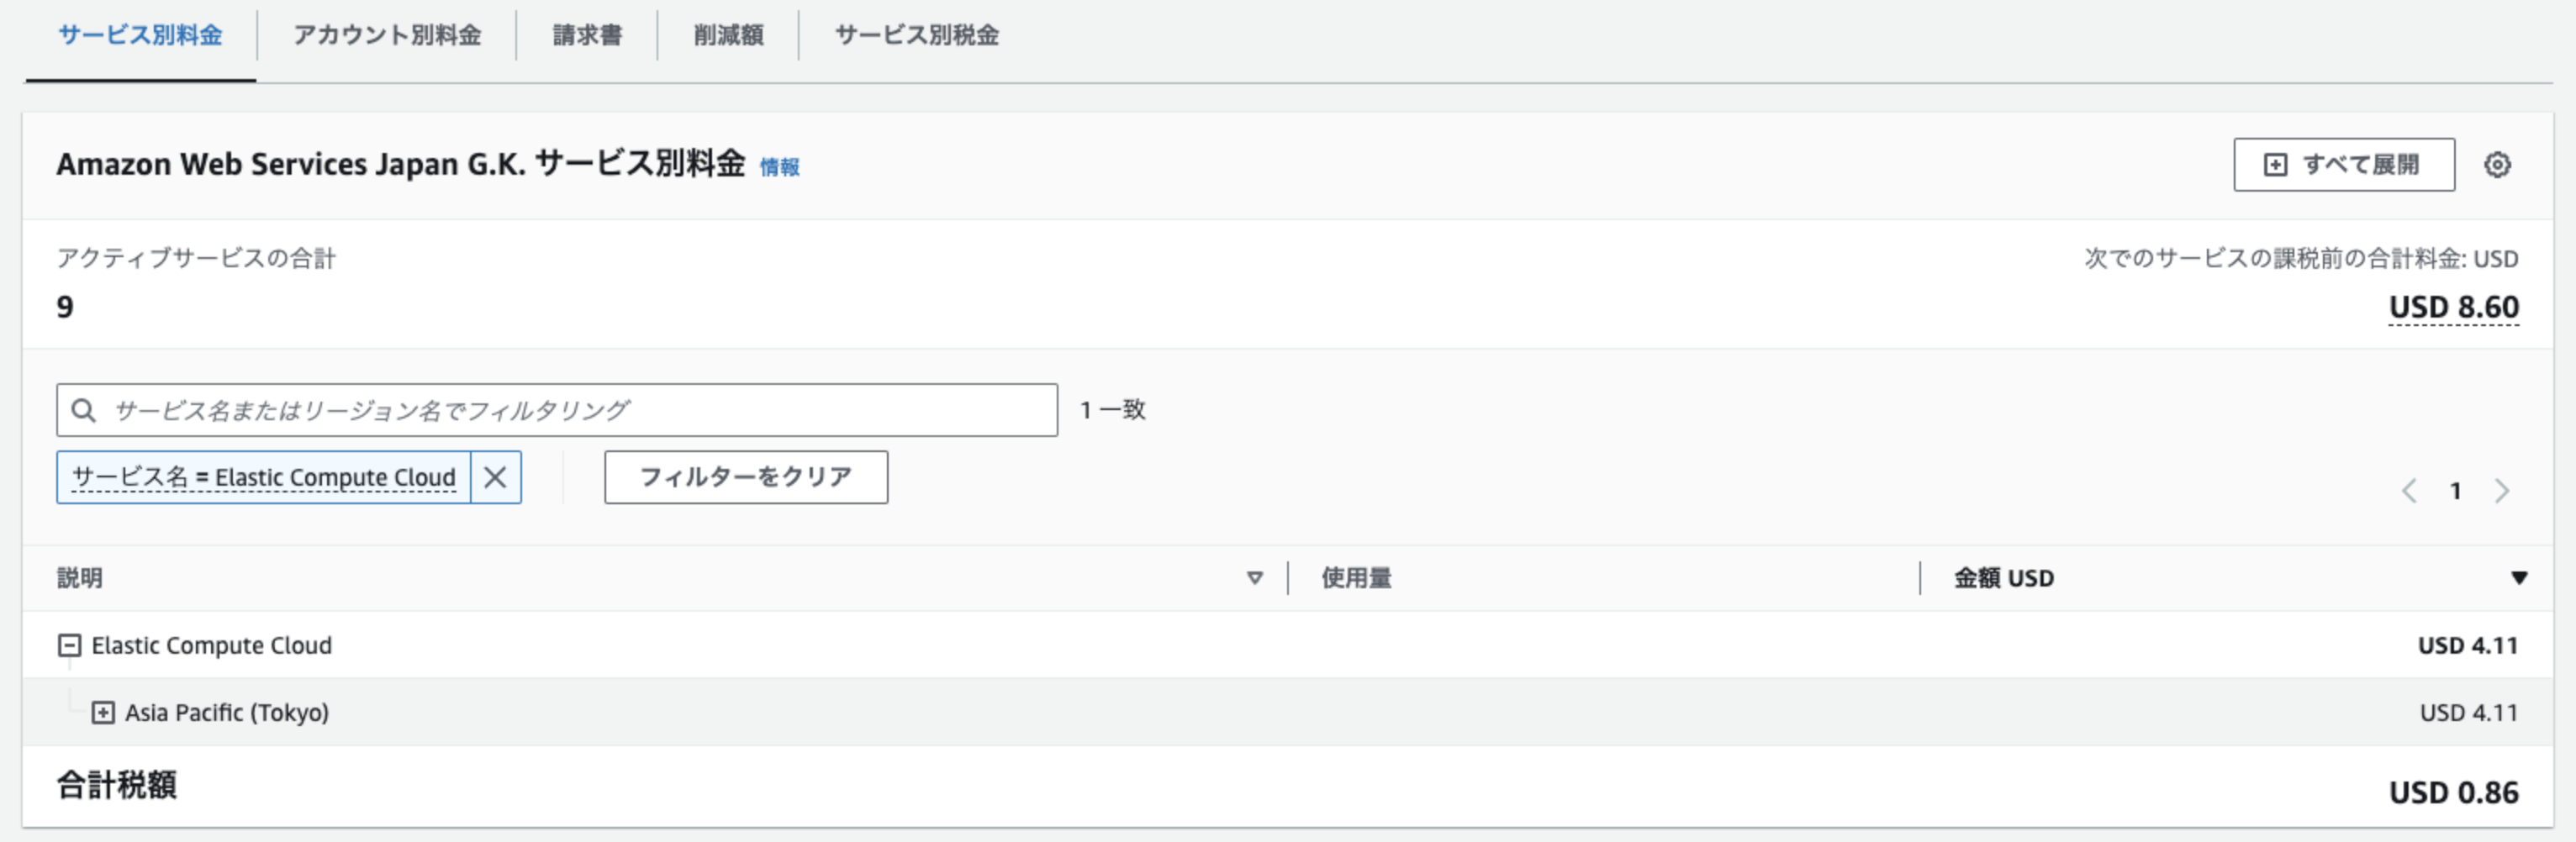 サービス別料金 アカウント別料金 請求書 削減額 サービス別税金
Amazon Web Services Japan G.K. サービス別料金 情報
すべて展開
アクティブサービスの合計
9
次でのサービスの課税前の合計料金: USD
USD 8.60
サービス名またはリージョン名でフィルタリング
1 一致
サービス名 = Elastic Compute Cloud
フィルターをクリア
1
説明 使用量 金額 USD
Elastic Compute Cloud USD 4.11
Asia Pacific (Tokyo) USD 4.11
合計税額 USD 0.86